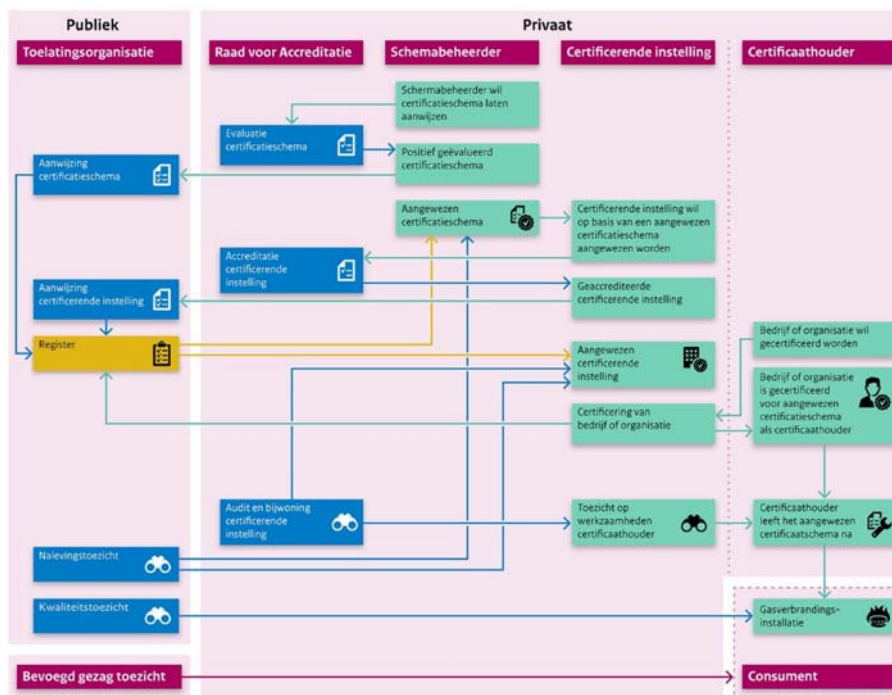 Publiek
Privaat
Toelatingsorganisatie
Raad voor Accreditatie
Schemabeheerder
Certificerende instelling
Certificaathouder
Schermabeheerder wil
certificatieschema laten
aanwijzen
Evaluatie
certificatieschema
Positief geëvalueerd
certificatieschema
Aanwijzing
certificatieschema
Aangewezen
certificatieschema
Certificerende instelling wil
op basis van een aangewezen
certificatieschema
aangewezen worden
Accreditatie
certificerende
instelling
Geaccrediteerde
certificerende instelling
Aanwijzing
certificerende instelling
Register
Aangewezen
certificerende
instelling
Bedrijf of organisatie wil
gecertificeerd worden
Bedrijf of organisatie
is gecertificeerd
voor aangewezen
certificatieschema
als certificaathouder
Certificering van
bedrijf of organisatie
Audit en bijwoning
certificerende
instelling
Toezicht op
werkzaamheden
certificaathouder
Certificaathouder
leeft het aangewezen
certificaatschema na
Nalevingstoezicht
Kwaliteitstoezicht
Gasverbrandings-
installatie
Bevoegd gezag toezicht
Consument